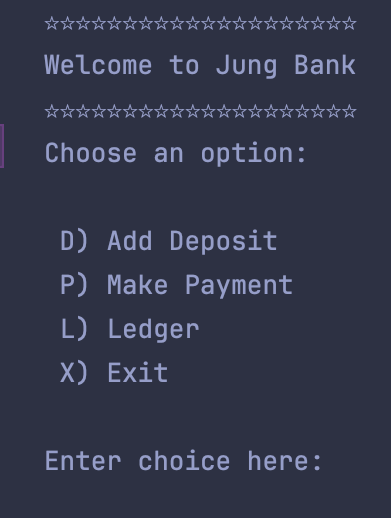 ☆☆☆☆☆☆☆☆☆☆☆☆☆☆☆☆☆☆☆☆
Welcome to Jung Bank
☆☆☆☆☆☆☆☆☆☆☆☆☆☆☆☆☆☆☆☆
Choose an option:
D) Add Deposit
P) Make Payment
L) Ledger
X) Exit
Enter choice here: